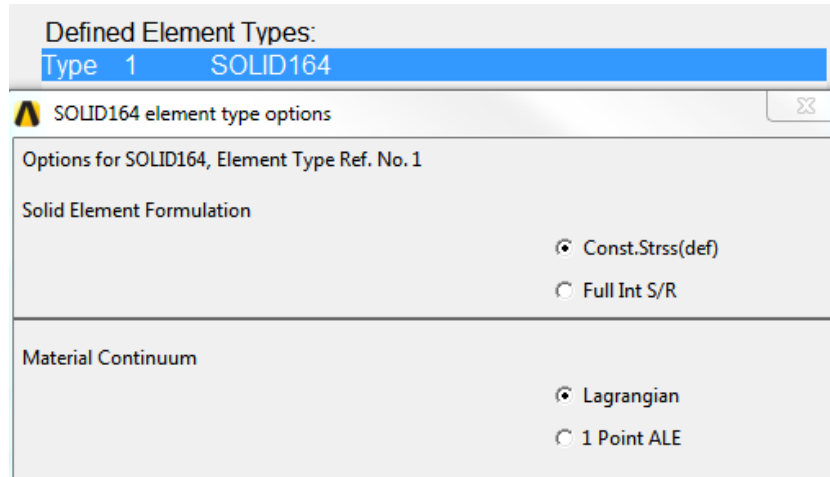 Defined Element Types:
Type 1 SOLID164
SOLID164 element type options
Options for SOLID164, Element Type Ref. No. 1
Solid Element Formulation
Const.Strss(def)
Full Int S/R
Material Continuum
Lagrangian
1 Point ALE